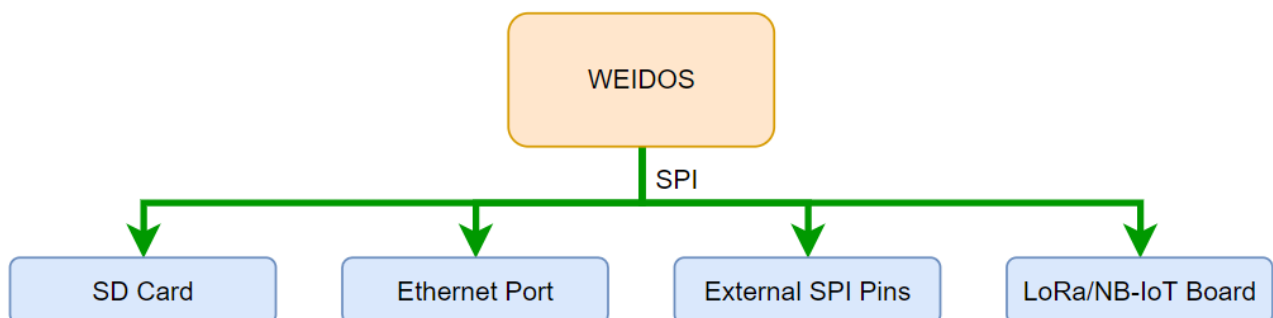 WEIDOS
SPI
SD Card
Ethernet Port
External SPI Pins
LoRa/NB-IoT Board